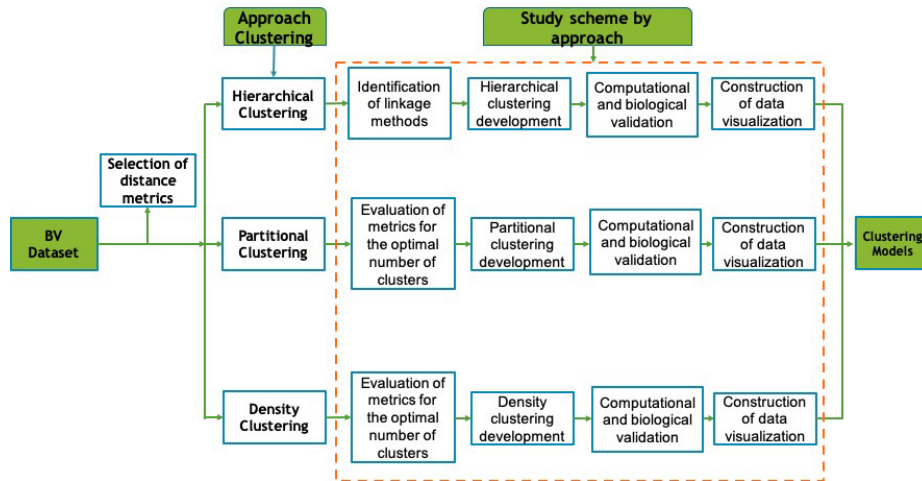 Approach
Clustering
Study scheme by
approach
Hierarchical
Clustering
Identification
of linkage
methods
Hierarchical
clustering
development
Computational
and biological
validation
Construction
of data
visualization
Selection of
distance
metrics
BV
Dataset
Partitional
Clustering
Evaluation of
metrics for
the optimal
number of
clusters
Partitional
clustering
development
Computational
and biological
validation
Construction
of data
visualization
Clustering
Models
Density
Clustering
Evaluation of
metrics for
the optimal
number of
clusters
Density
clustering
development
Computational
and biological
validation
Construction
of data
visualization